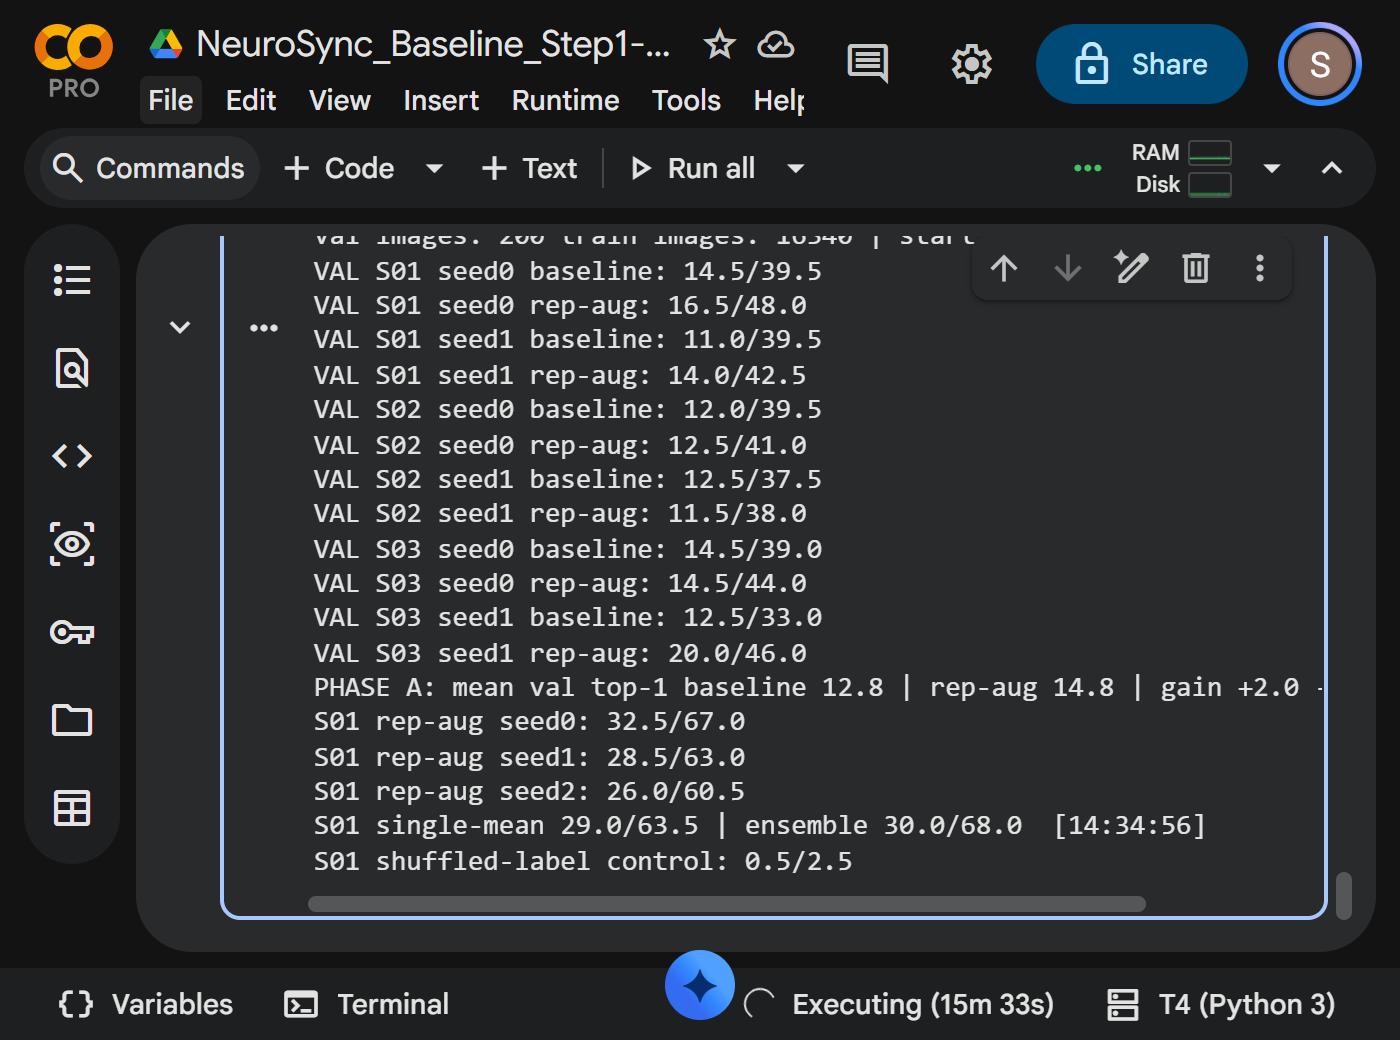 NeuroSync_Baseline_Step1-...
PRO
File Edit View Insert Runtime Tools Help
Share
S
Commands + Code + Text Run all
RAM
Disk
Val images: 200 train images: 16340 | start
VAL S01 seed0 baseline: 14.5/39.5
VAL S01 seed0 rep-aug: 16.5/48.0
VAL S01 seed1 baseline: 11.0/39.5
VAL S01 seed1 rep-aug: 14.0/42.5
VAL S02 seed0 baseline: 12.0/39.5
VAL S02 seed0 rep-aug: 12.5/41.0
VAL S02 seed1 baseline: 12.5/37.5
VAL S02 seed1 rep-aug: 11.5/38.0
VAL S03 seed0 baseline: 14.5/39.0
VAL S03 seed0 rep-aug: 14.5/44.0
VAL S03 seed1 baseline: 12.5/33.0
VAL S03 seed1 rep-aug: 20.0/46.0
PHASE A: mean val top-1 baseline 12.8 | rep-aug 14.8 | gain +2.0
S01 rep-aug seed0: 32.5/67.0
S01 rep-aug seed1: 28.5/63.0
S01 rep-aug seed2: 26.0/60.5
S01 single-mean 29.0/63.5 | ensemble 30.0/68.0 [14:34:56]
S01 shuffled-label control: 0.5/2.5
Variables Terminal Executing (15m 33s) T4 (Python 3)